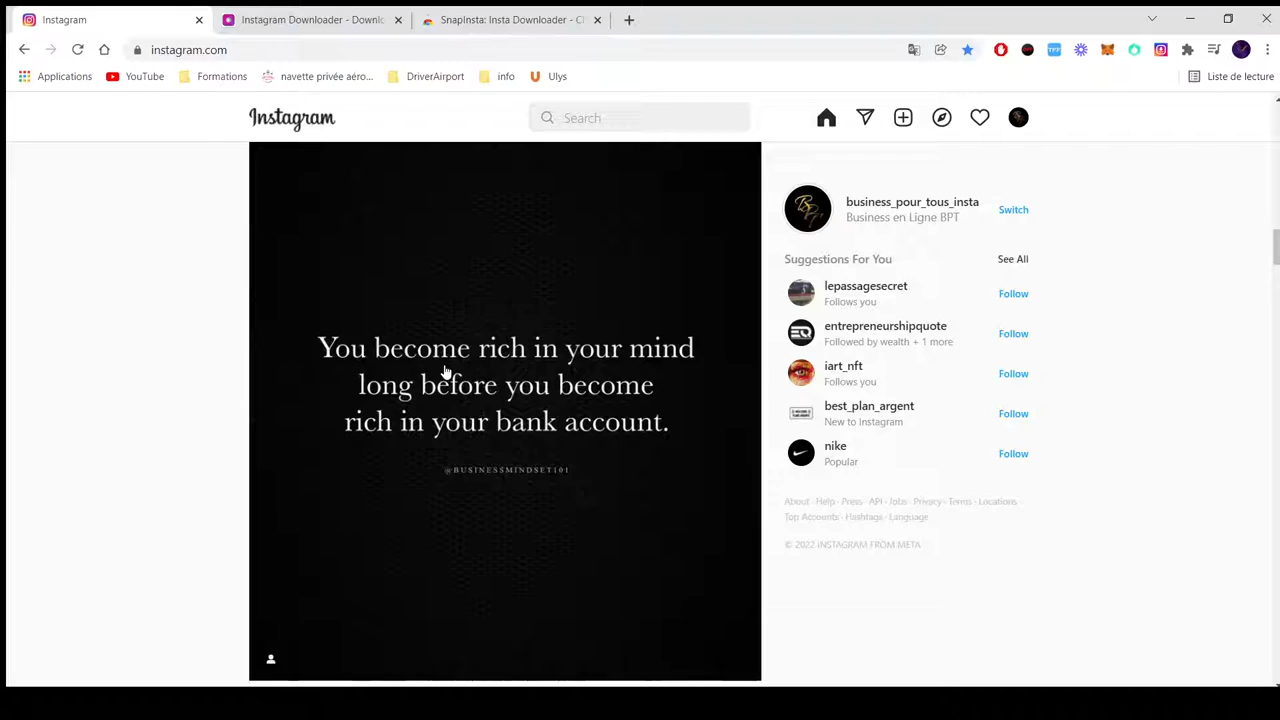 Instagram
Instagram Downloader - Downlo
SnapInsta: Insta Downloader - C
instagram.com
Applications
YouTube
Formations
navette privée aéro...
DriverAirport
info
Ulys
Liste de lecture
Instagram
Search
You become rich in your mind
long before you become
rich in your bank account.
@BUSINESSMINDSET101
business_pour_tous_insta
Business en Ligne BPT
Switch
Suggestions For You
See All
lepassagesecret
Follows you
Follow
entrepreneurshipquote
Followed by wealth + 1 more
Follow
iart_nft
Follows you
Follow
best_plan_argent
New to Instagram
Follow
nike
Popular
Follow
About · Help · Press · API · Jobs · Privacy · Terms · Locations ·
Top Accounts · Hashtags · Language
© 2022 INSTAGRAM FROM META